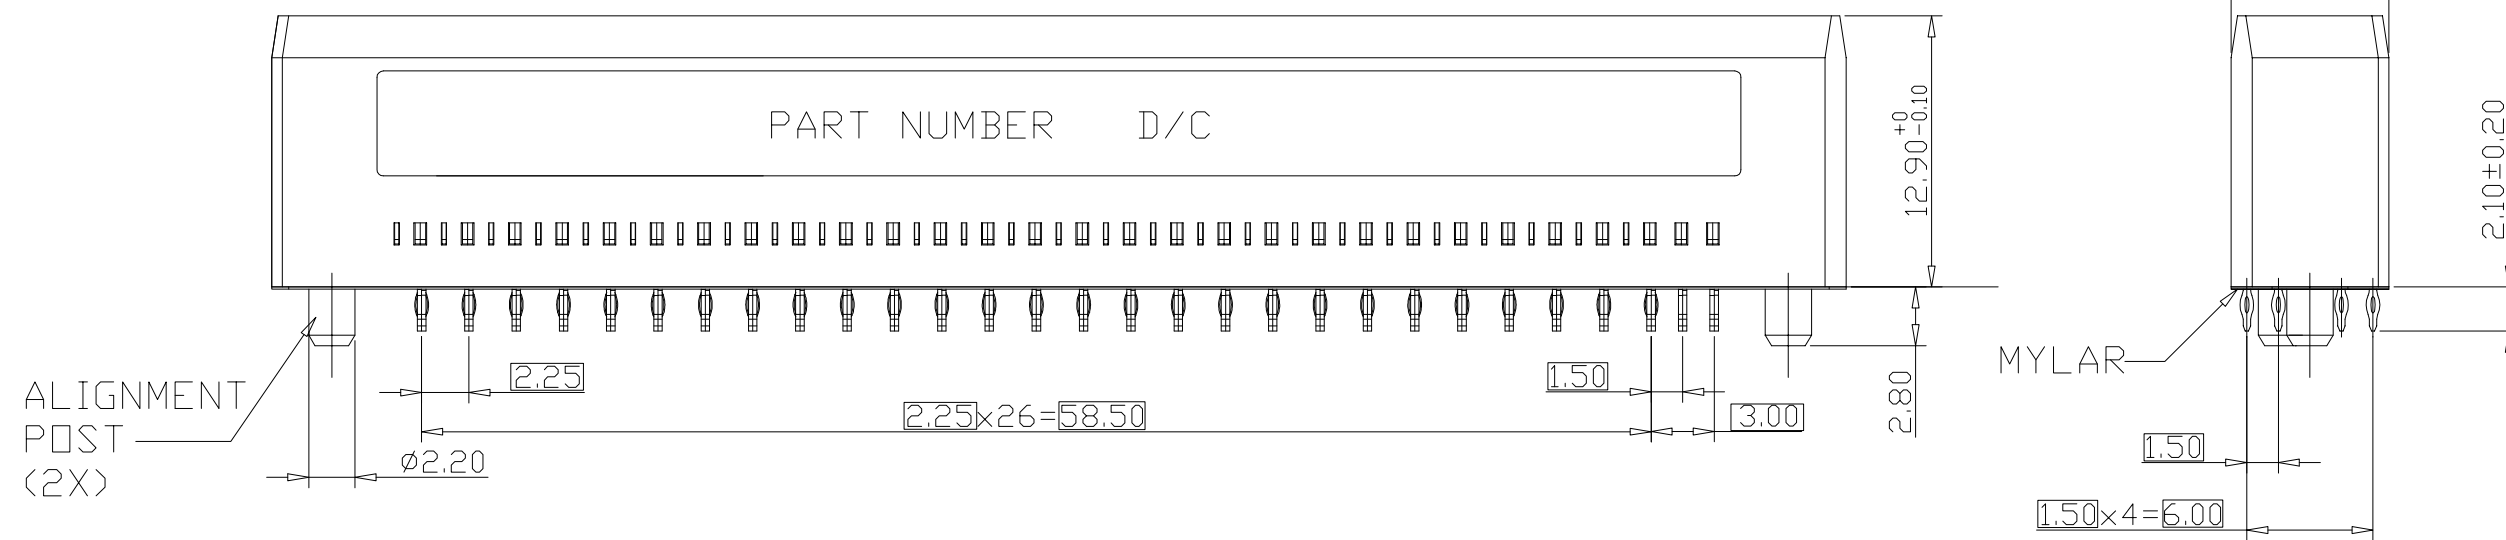 PART NUMBER D/C
12.90+0-0.10
2.10±0.20
ALIGNMENT
POST
(2X)
2.25
1.50
MYLAR
2.80
2.25x26=58.50
3.00
ø2.20
1.50
1.50x4=6.00